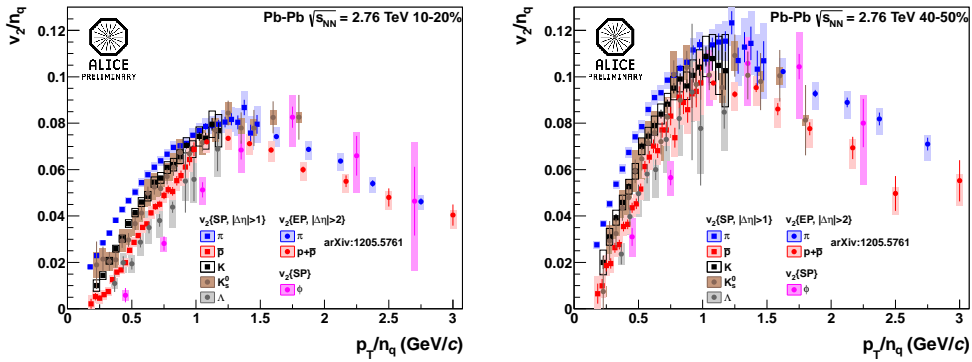 v2/nq
Pb-Pb √sNN = 2.76 TeV 10-20%
0.12
0.1
0.08
0.06
0.04
0.02
0
ALICE
PRELIMINARY
v2{SP, |Δη|>1}
v2{EP, |Δη|>2}
arXiv:1205.5761
π
π
p̅
p+p̅
K
v2{SP}
K⁰s
ϕ
Λ
0 0.5 1 1.5 2 2.5 3
pT/nq (GeV/c)
v2/nq
Pb-Pb √sNN = 2.76 TeV 40-50%
0.12
0.1
0.08
0.06
0.04
0.02
0
ALICE
PRELIMINARY
v2{SP, |Δη|>1}
v2{EP, |Δη|>2}
arXiv:1205.5761
π
π
p̅
p+p̅
K
v2{SP}
K⁰s
ϕ
Λ
0 0.5 1 1.5 2 2.5 3
pT/nq (GeV/c)